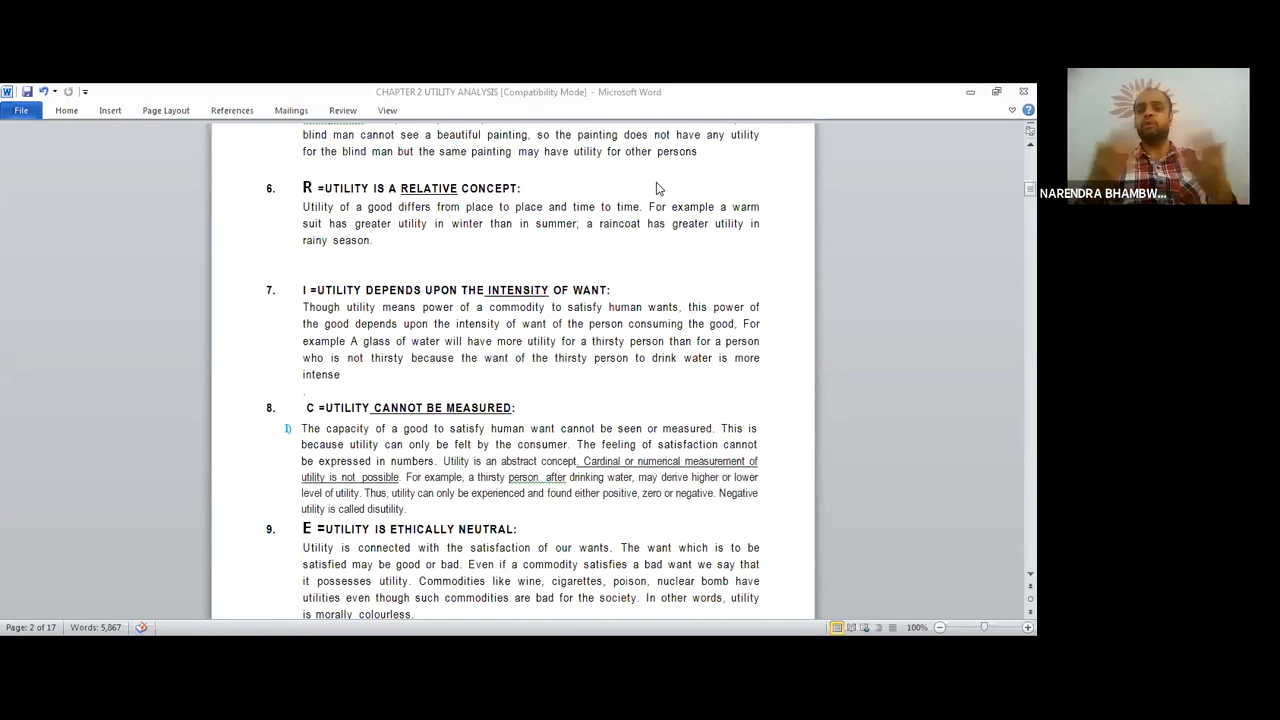 CHAPTER 2 UTILITY ANALYSIS [Compatibility Mode] - Microsoft Word
File Home Insert Page Layout References Mailings Review View
blind man cannot see a beautiful painting, so the painting does not have any utility
for the blind man but the same painting may have utility for other persons
6. R =UTILITY IS A RELATIVE CONCEPT:
Utility of a good differs from place to place and time to time. For example a warm
suit has greater utility in winter than in summer; a raincoat has greater utility in
rainy season.
7. I =UTILITY DEPENDS UPON THE INTENSITY OF WANT:
Though utility means power of a commodity to satisfy human wants, this power of
the good depends upon the intensity of want of the person consuming the good, For
example A glass of water will have more utility for a thirsty person than for a person
who is not thirsty because the want of the thirsty person to drink water is more
intense
.
8. C =UTILITY CANNOT BE MEASURED:
I) The capacity of a good to satisfy human want cannot be seen or measured. This is
because utility can only be felt by the consumer. The feeling of satisfaction cannot
be expressed in numbers. Utility is an abstract concept. Cardinal or numerical measurement of
utility is not possible. For example, a thirsty person after drinking water, may derive higher or lower
level of utility. Thus, utility can only be experienced and found either positive, zero or negative. Negative
utility is called disutility.
9. E =UTILITY IS ETHICALLY NEUTRAL:
Utility is connected with the satisfaction of our wants. The want which is to be
satisfied may be good or bad. Even if a commodity satisfies a bad want we say that
it possesses utility. Commodities like wine, cigarettes, poison, nuclear bomb have
utilities even though such commodities are bad for the society. In other words, utility
is morally colourless.
Page: 2 of 17 Words: 5,867 100%
NARENDRA BHAMBW...